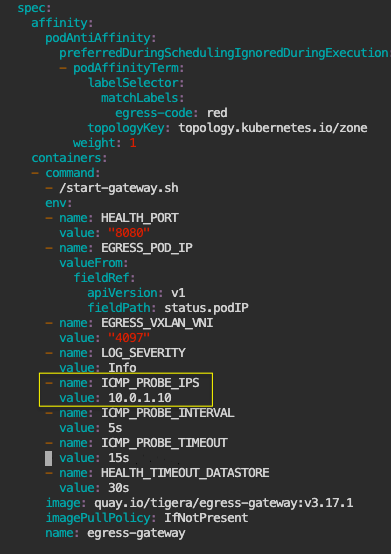 spec:
affinity:
podAntiAffinity:
preferredDuringSchedulingIgnoredDuringExecution:
- podAffinityTerm:
labelSelector:
matchLabels:
egress-code: red
topologyKey: topology.kubernetes.io/zone
weight: 1
containers:
- command:
- /start-gateway.sh
env:
- name: HEALTH_PORT
value: "8080"
- name: EGRESS_POD_IP
valueFrom:
fieldRef:
apiVersion: v1
fieldPath: status.podIP
- name: EGRESS_VXLAN_VNI
value: "4097"
- name: LOG_SEVERITY
value: Info
- name: ICMP_PROBE_IPS
value: 10.0.1.10
- name: ICMP_PROBE_INTERVAL
value: 5s
- name: ICMP_PROBE_TIMEOUT
value: 15s
- name: HEALTH_TIMEOUT_DATASTORE
value: 30s
image: quay.io/tigera/egress-gateway:v3.17.1
imagePullPolicy: IfNotPresent
name: egress-gateway